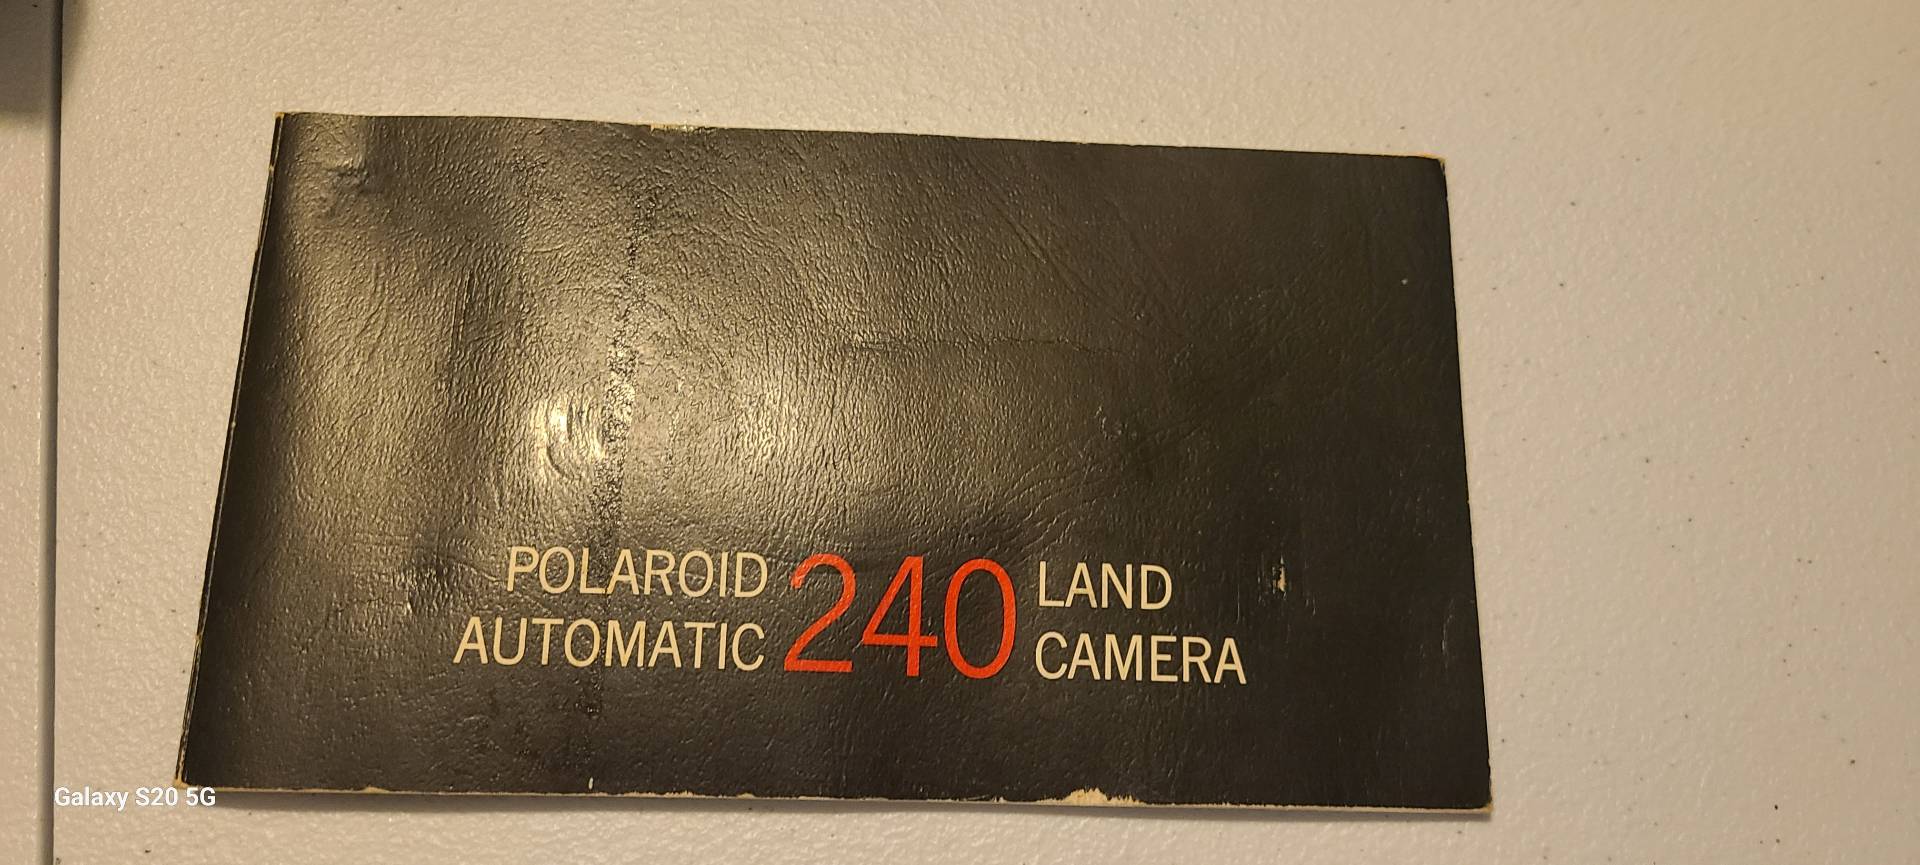 POLAROID 240 LAND
AUTOMATIC CAMERA
Galaxy S20 5G